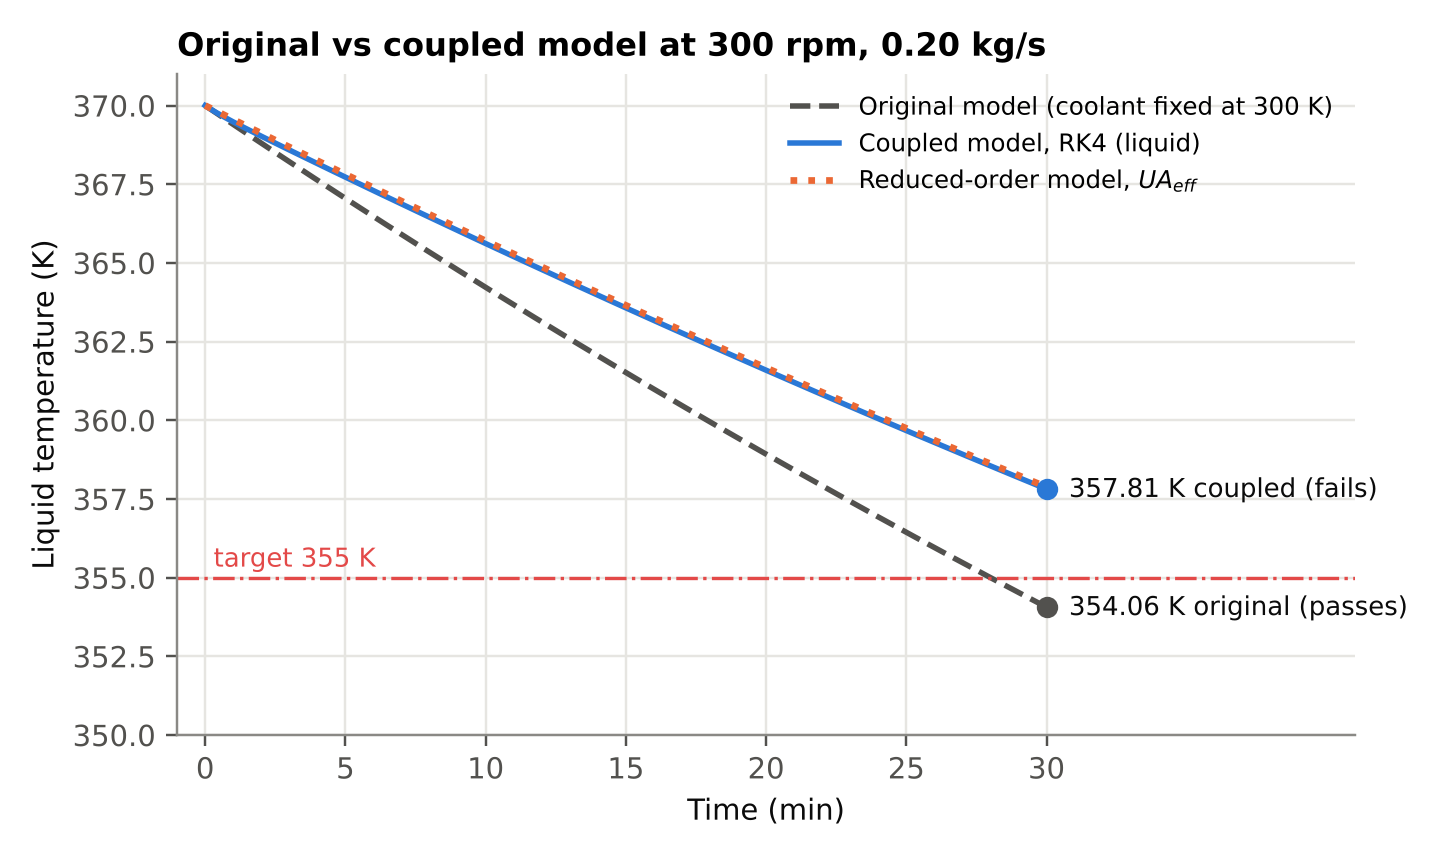 Original vs coupled model at 300 rpm, 0.20 kg/s
Original model (coolant fixed at 300 K)
Coupled model, RK4 (liquid)
Reduced-order model, UAeff
Liquid temperature (K)
370.0
367.5
365.0
362.5
360.0
357.5
355.0
352.5
350.0
357.81 K coupled (fails)
target 355 K
354.06 K original (passes)
0 5 10 15 20 25 30
Time (min)